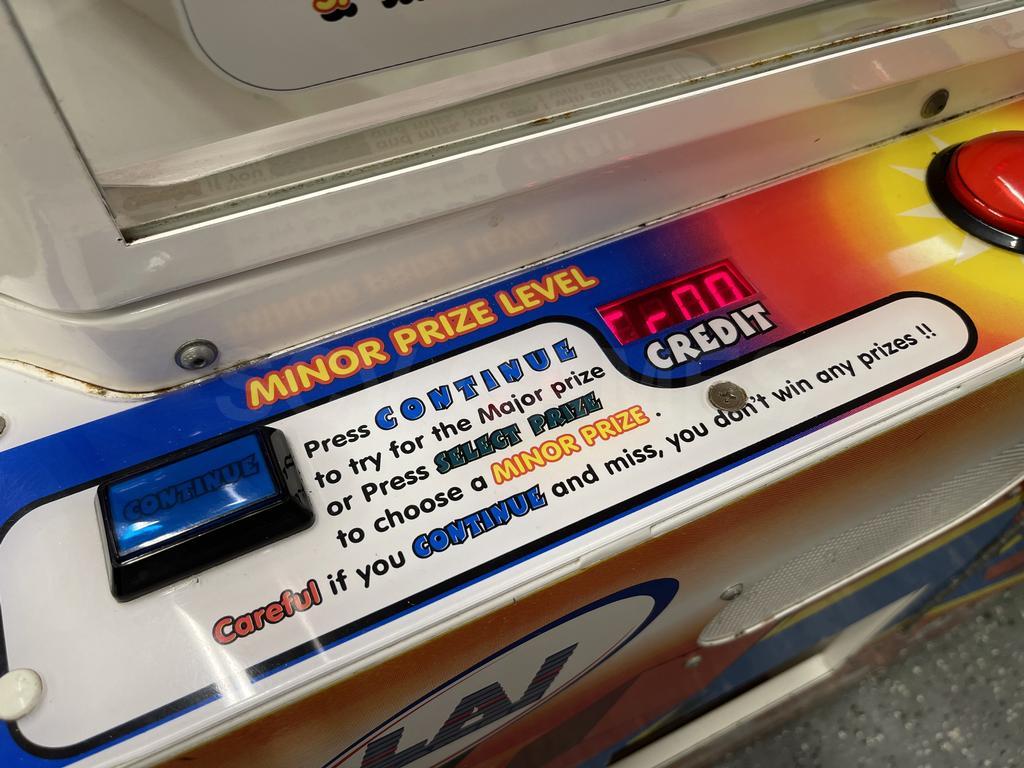 MINOR PRIZE LEVEL
CREDIT
Press CONTINUE
to try for the Major prize
or Press SELECT PRIZE
to choose a MINOR PRIZE .
Careful if you CONTINUE and miss, you don't win any prizes !!
CONTINUE
LAI